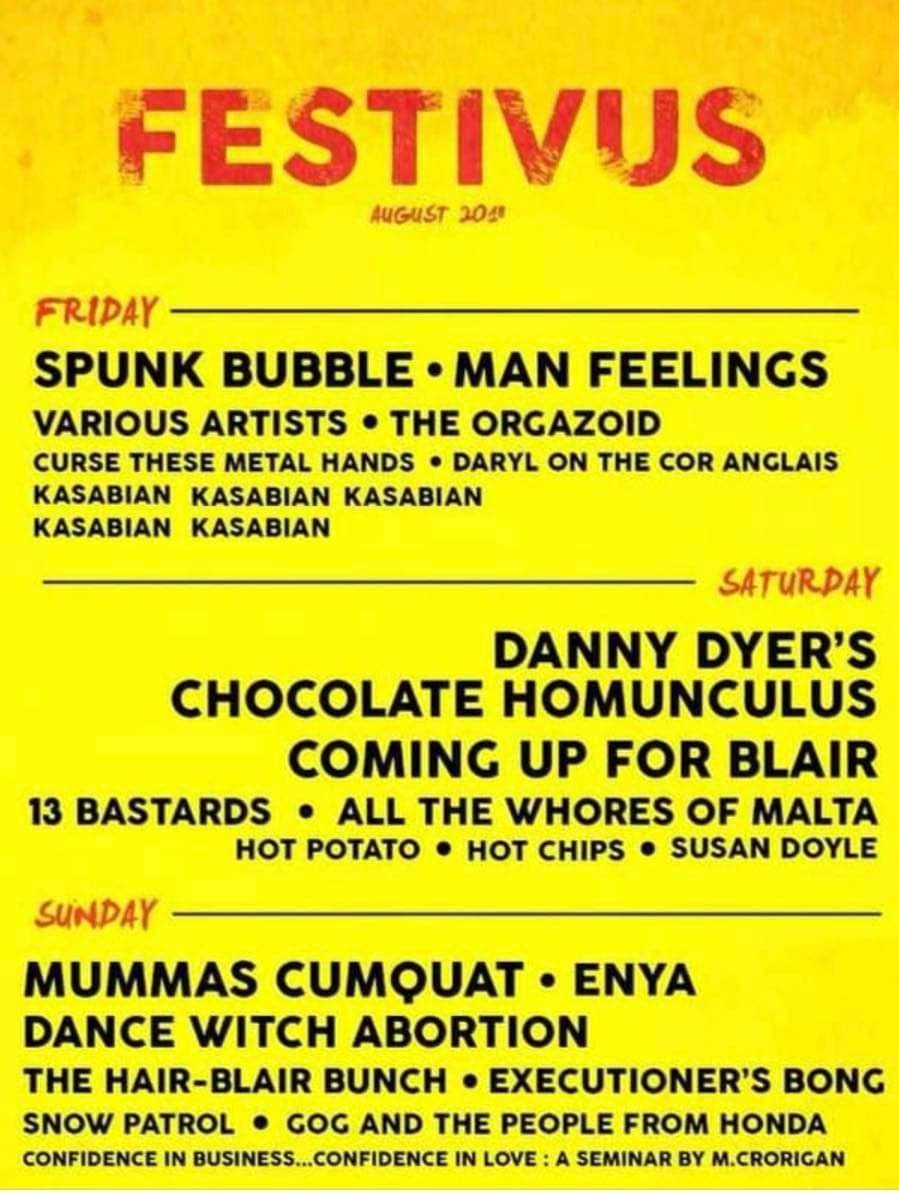 FESTIVUS
AUGUST 2018
FRIDAY
SPUNK BUBBLE • MAN FEELINGS
VARIOUS ARTISTS • THE ORGAZOID
CURSE THESE METAL HANDS • DARYL ON THE COR ANGLAIS
KASABIAN KASABIAN KASABIAN
KASABIAN KASABIAN
SATURDAY
DANNY DYER'S
CHOCOLATE HOMUNCULUS
COMING UP FOR BLAIR
13 BASTARDS • ALL THE WHORES OF MALTA
HOT POTATO • HOT CHIPS • SUSAN DOYLE
SUNDAY
MUMMAS CUMQUAT • ENYA
DANCE WITCH ABORTION
THE HAIR-BLAIR BUNCH • EXECUTIONER'S BONG
SNOW PATROL • GOG AND THE PEOPLE FROM HONDA
CONFIDENCE IN BUSINESS...CONFIDENCE IN LOVE : A SEMINAR BY M.CRORIGAN